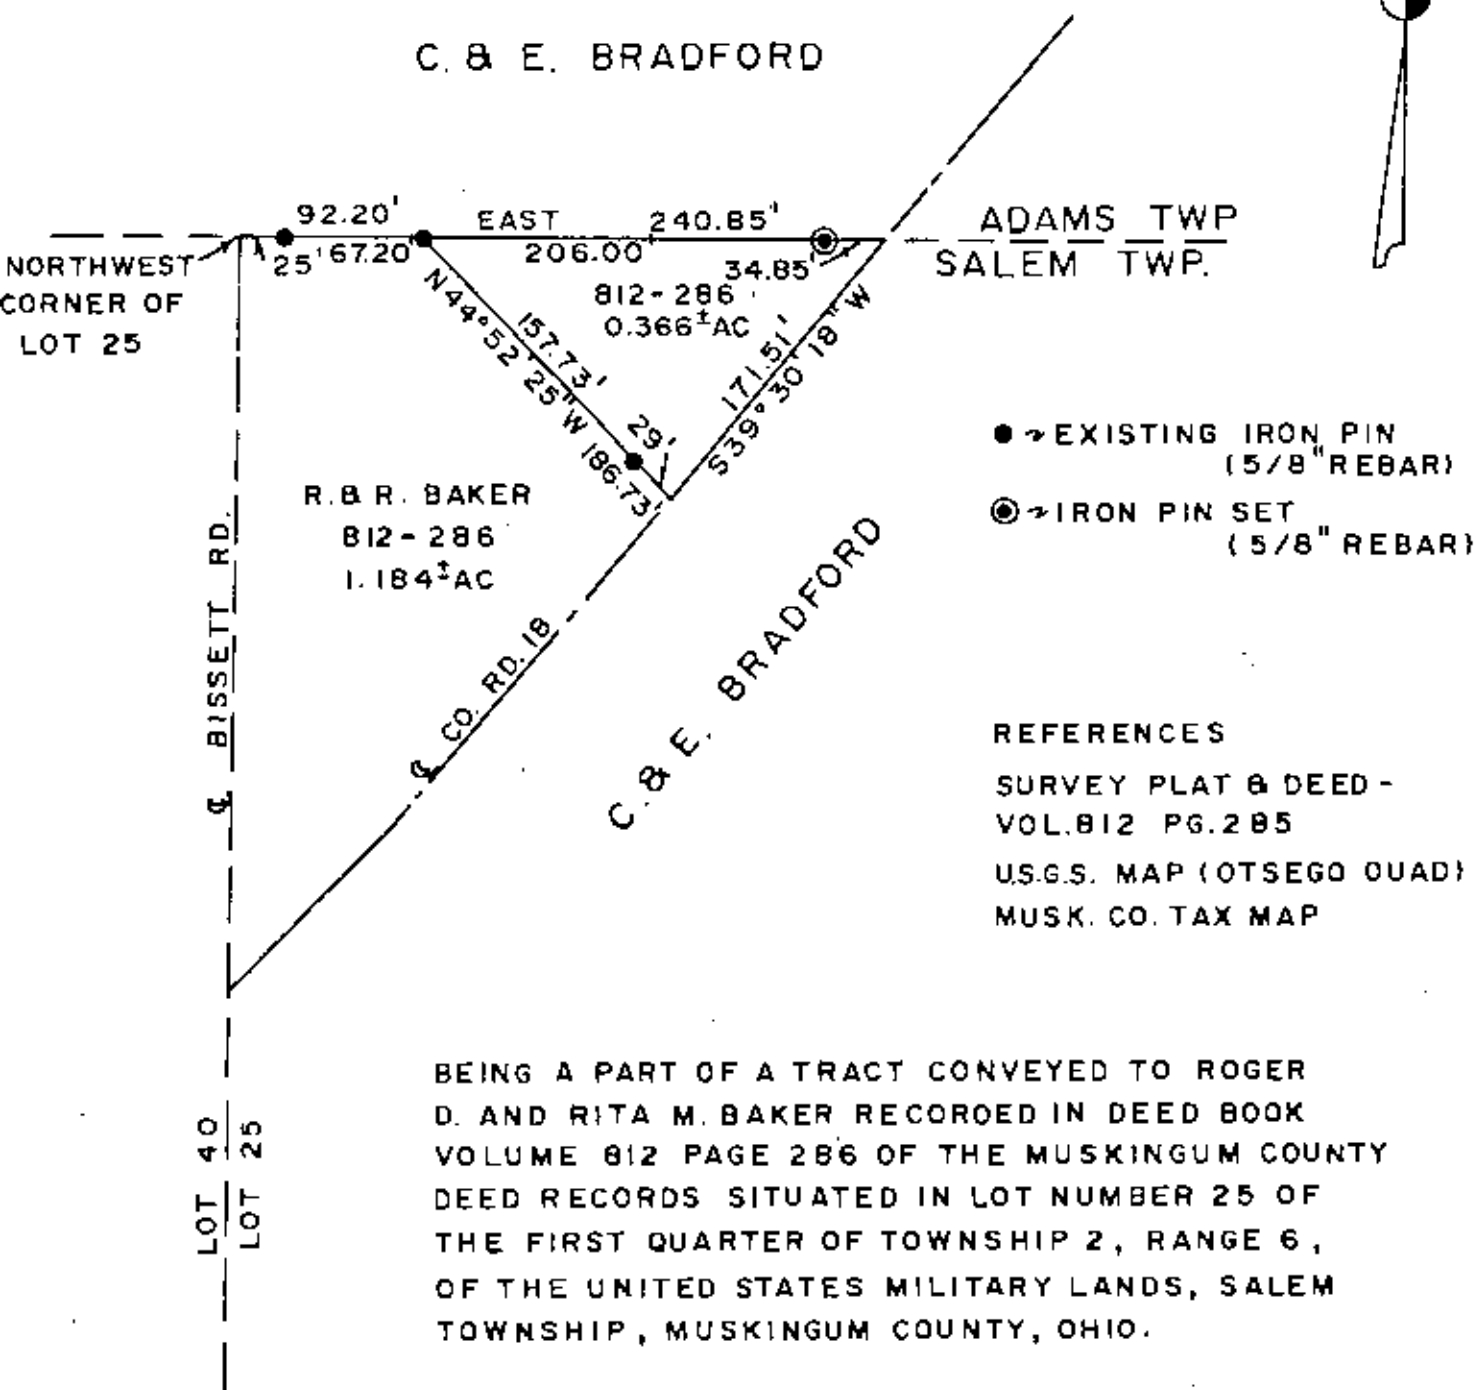 C. & E. BRADFORD
92.20'
EAST
240.85"
ADAMS TWP
25' 67.20'
206.00'
34.85'
SALEM TWP.
NORTHWEST
CORNER OF
LOT 25
812-286
0.366±AC
N44°52'25"W 186.73'
157.73'
29'
171.51'
S39°30'18"W
● ~ EXISTING IRON PIN
(5/8" REBAR)
◉ ~ IRON PIN SET
(5/8" REBAR)
R. & R. BAKER
812-286
1.184±AC
℄ BISSETT RD.
℄ CO. RD. 18
C. & E. BRADFORD
REFERENCES
SURVEY PLAT & DEED -
VOL.812 PG.285
U.S.G.S. MAP (OTSEGO QUAD)
MUSK. CO. TAX MAP
LOT 40
LOT 25
BEING A PART OF A TRACT CONVEYED TO ROGER
D. AND RITA M. BAKER RECORDED IN DEED BOOK
VOLUME 812 PAGE 286 OF THE MUSKINGUM COUNTY
DEED RECORDS SITUATED IN LOT NUMBER 25 OF
THE FIRST QUARTER OF TOWNSHIP 2, RANGE 6,
OF THE UNITED STATES MILITARY LANDS, SALEM
TOWNSHIP, MUSKINGUM COUNTY, OHIO.